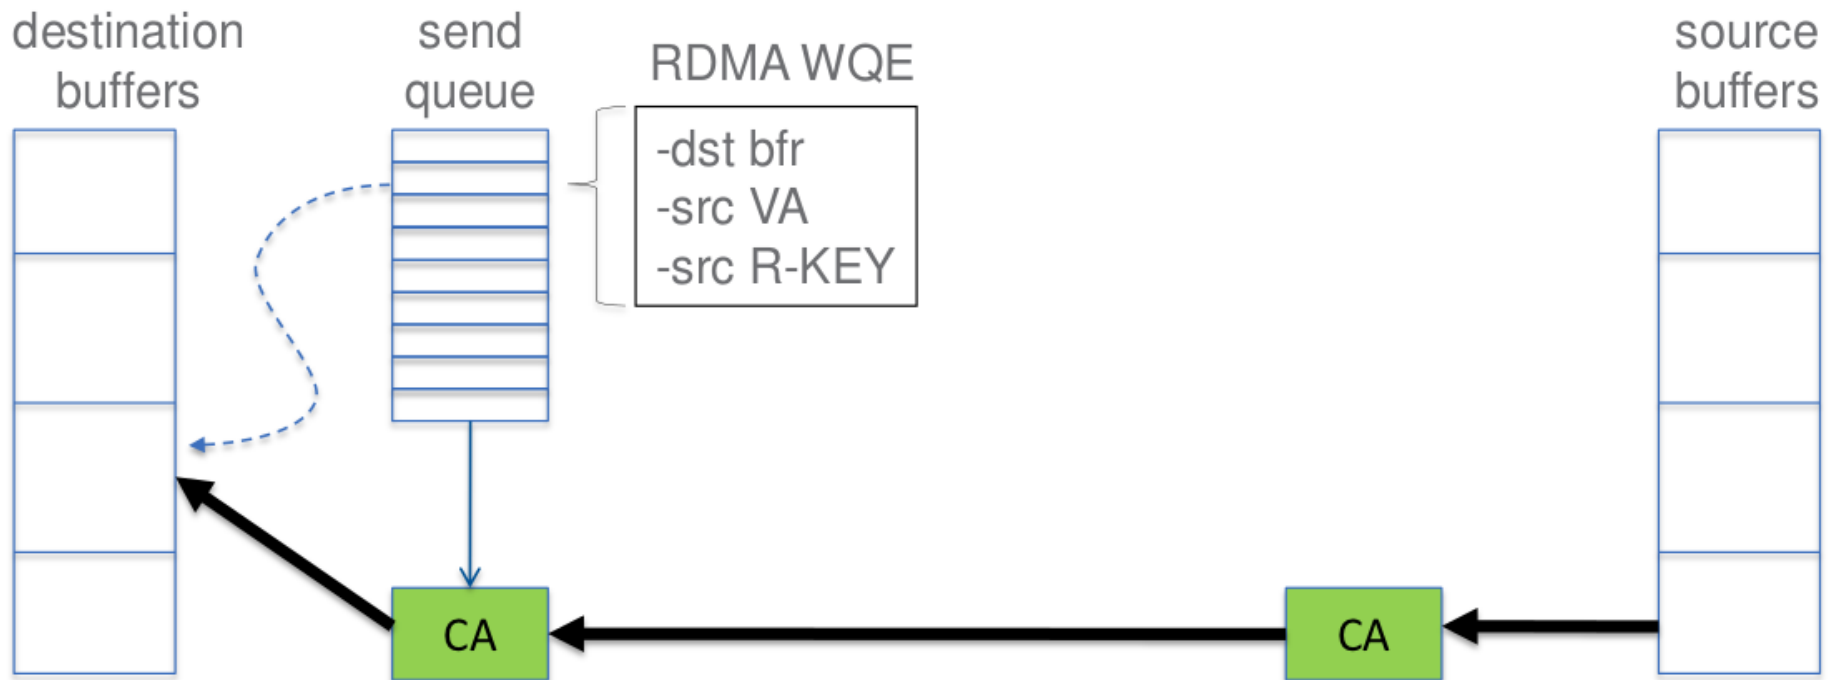 destination
buffers
send
queue
RDMA WQE
-dst bfr
-src VA
-src R-KEY
source
buffers
CA
CA